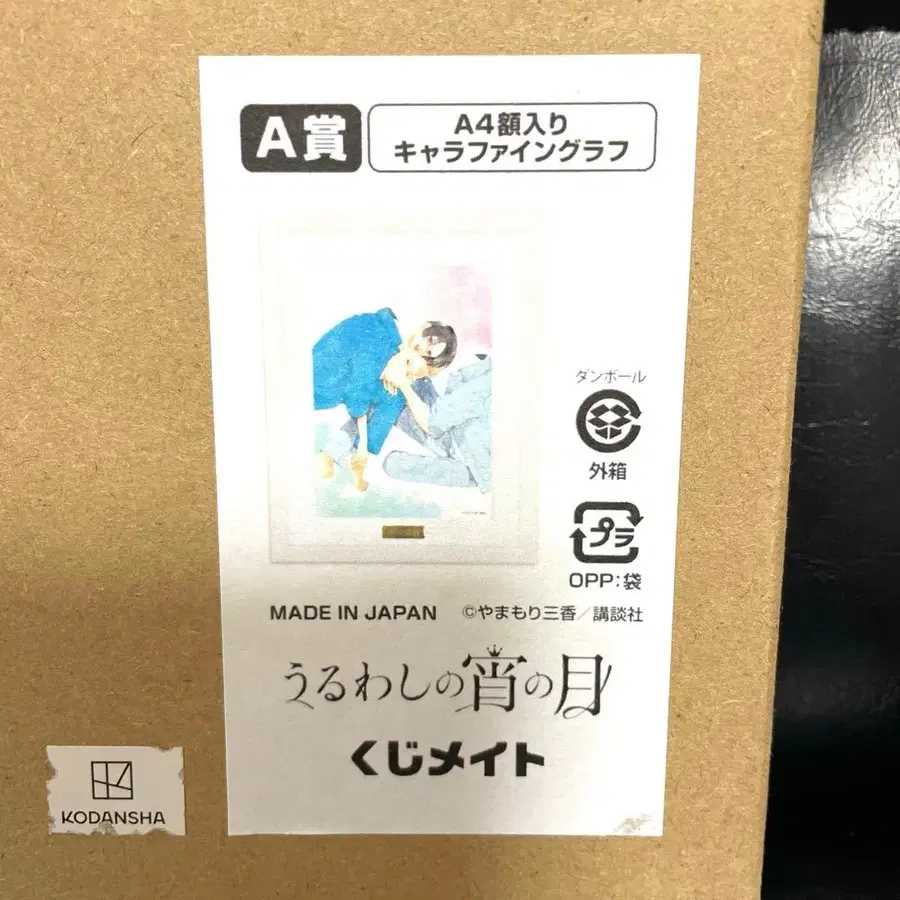 A賞
A4額入り
キャラファイングラフ
ダンボール
外箱
プラ
OPP:袋
MADE IN JAPAN ©やまもり三香/講談社
うるわしの宵の月
くじメイト
KODANSHA